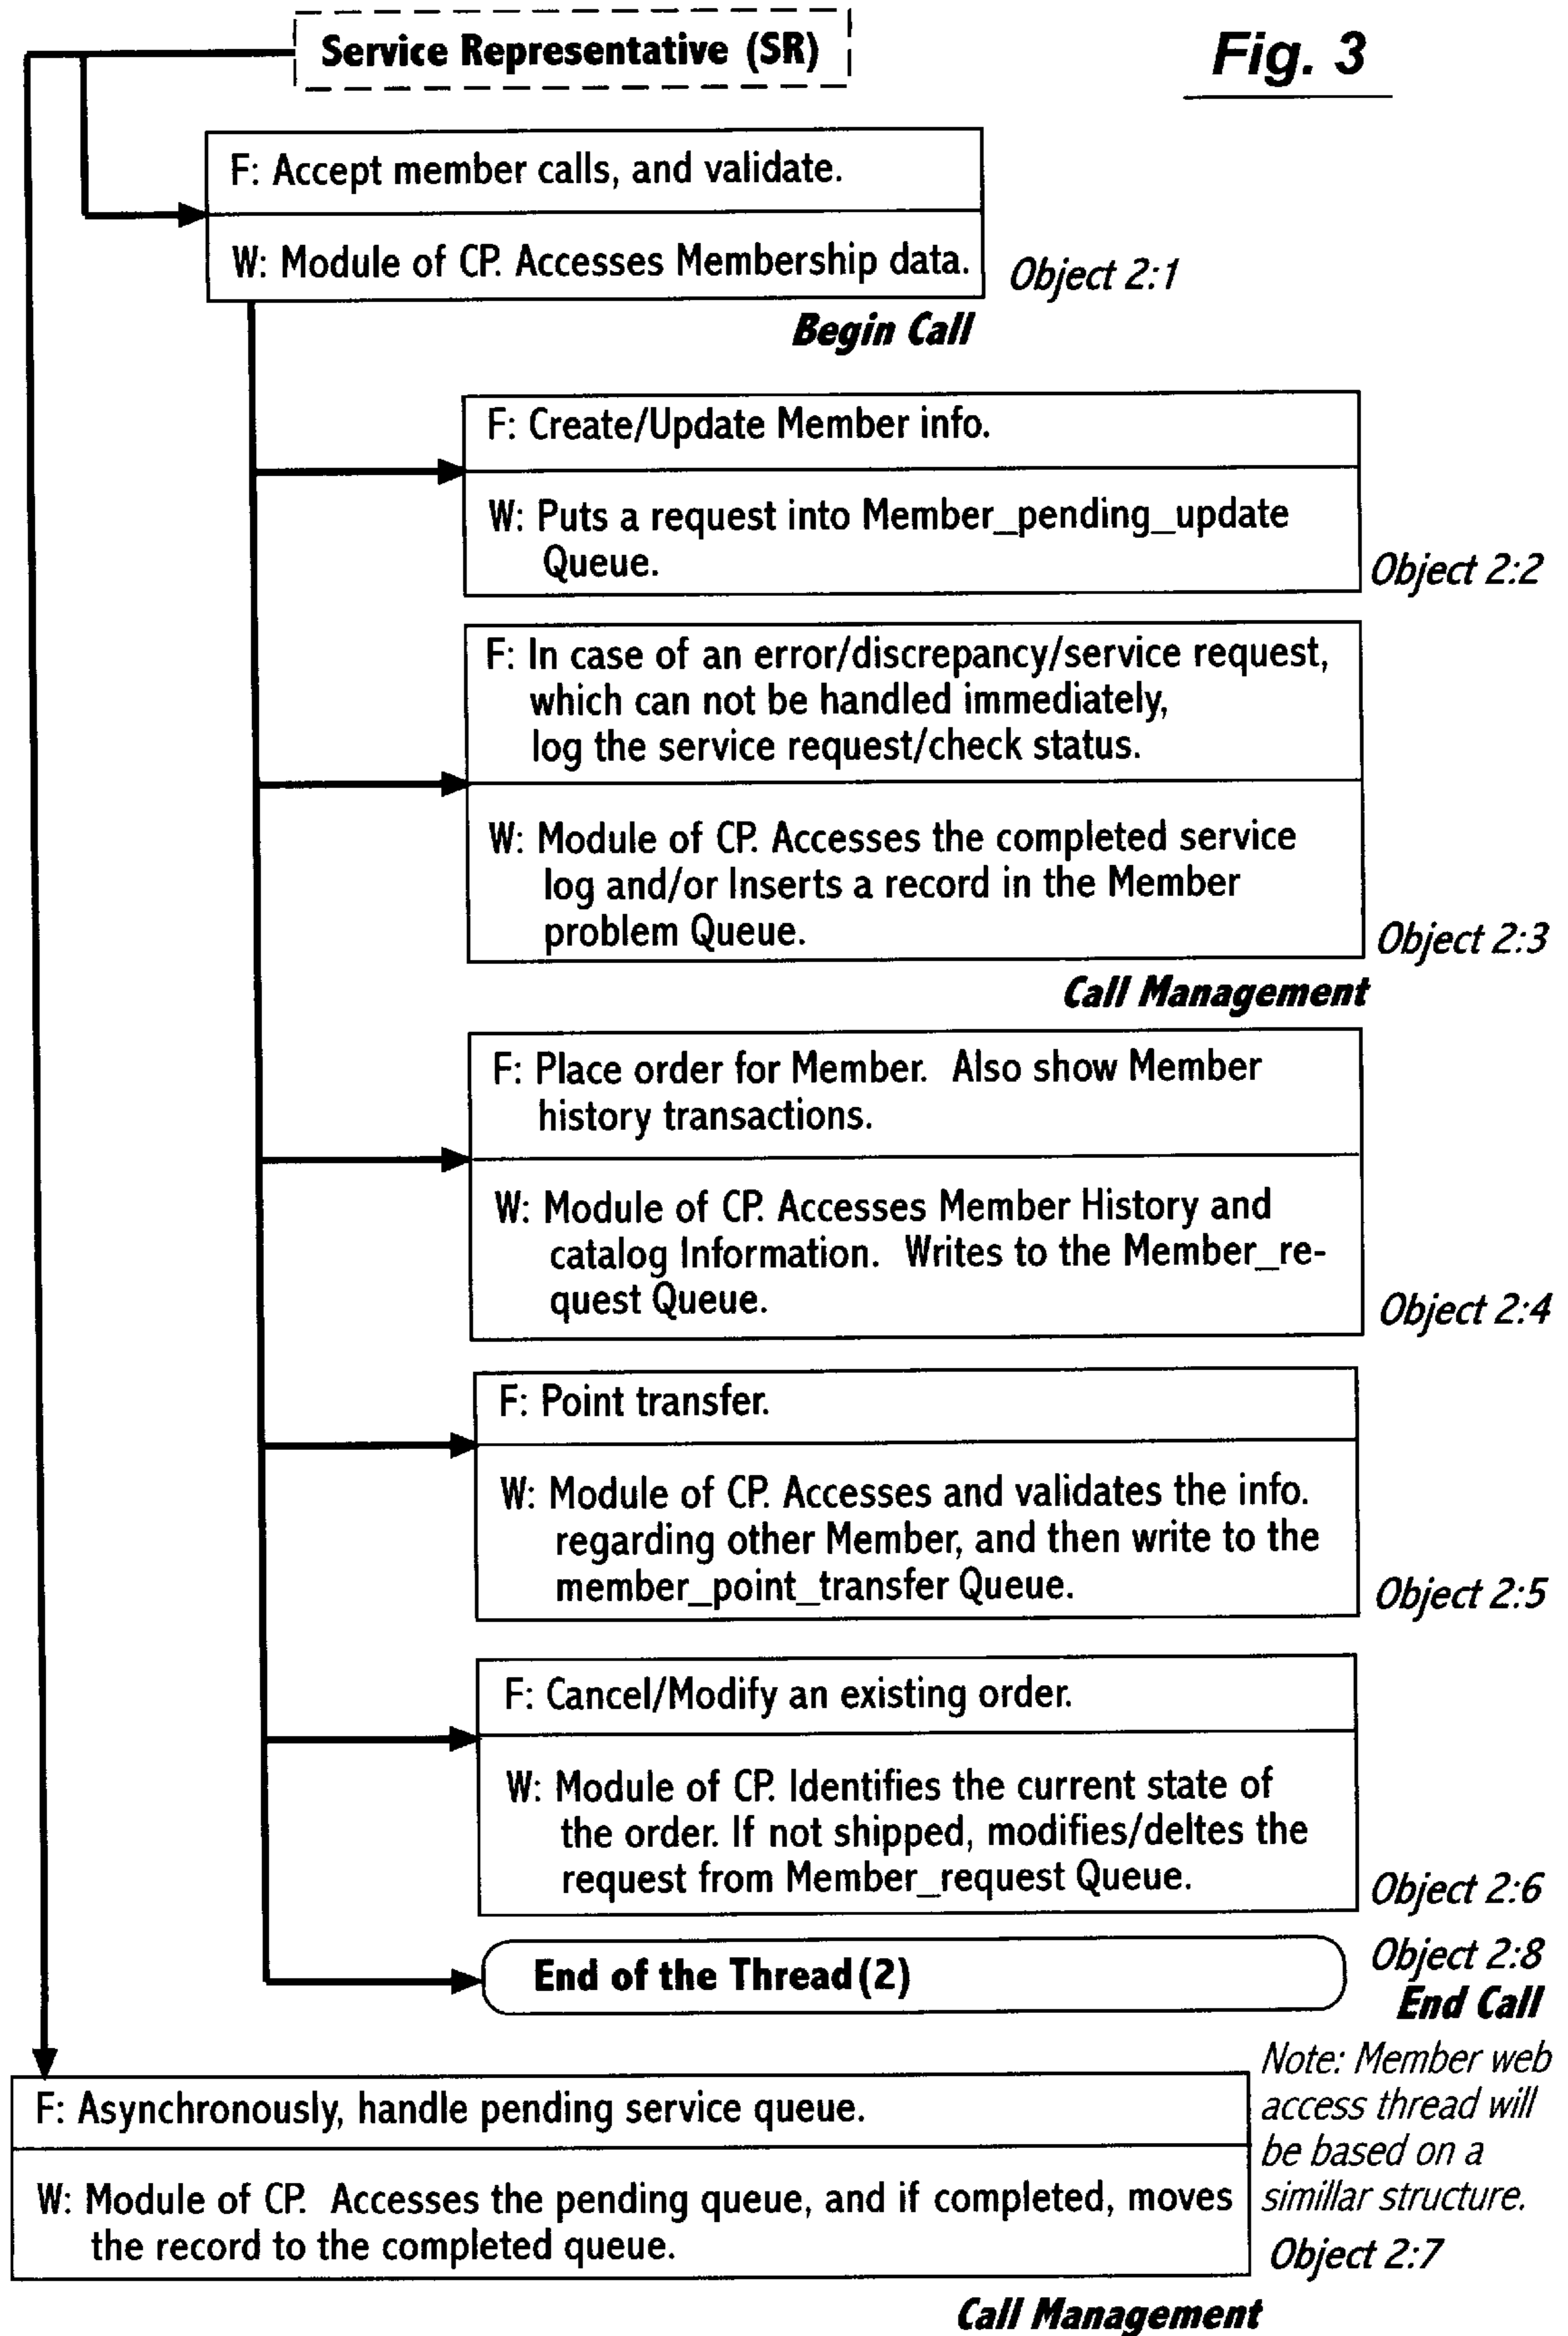 Service Representative (SR)
Fig. 3
F: Accept member calls, and validate.
W: Module of CP. Accesses Membership data.
Object 2:1
Begin Call
F: Create/Update Member info.
W: Puts a request into Member_pending_update
Queue.
Object 2:2
F: In case of an error/discrepancy/service request,
which can not be handled immediately,
log the service request/check status.
W: Module of CP. Accesses the completed service
log and/or Inserts a record in the Member
problem Queue.
Object 2:3
Call Management
F: Place order for Member. Also show Member
history transactions.
W: Module of CP. Accesses Member History and
catalog Information. Writes to the Member_re-
quest Queue.
Object 2:4
F: Point transfer.
W: Module of CP. Accesses and validates the info.
regarding other Member, and then write to the
member_point_transfer Queue.
Object 2:5
F: Cancel/Modify an existing order.
W: Module of CP. Identifies the current state of
the order. If not shipped, modifies/deltes the
request from Member_request Queue.
Object 2:6
End of the Thread (2)
Object 2:8
End Call
Note: Member web
access thread will
be based on a
simillar structure.
F: Asynchronously, handle pending service queue.
W: Module of CP. Accesses the pending queue, and if completed, moves
the record to the completed queue.
Object 2:7
Call Management